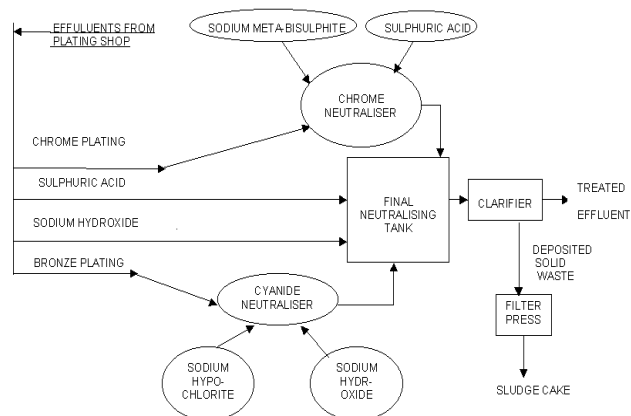 EFFULUENTS FROM
PLATING SHOP
SODIUM META-BISULPHITE
SULPHURIC ACID
CHROME
NEUTRALISER
CHROME PLATING
SULPHURIC ACID
SODIUM HYDROXIDE
BRONZE PLATING
FINAL
NEUTRALISING
TANK
CLARIFIER
TREATED
EFFLUENT
DEPOSITED
SOLID
WASTE
CYANIDE
NEUTRALISER
FILTER
PRESS
SODIUM
HYPO-
CHLORITE
SODIUM
HYDR-
OXIDE
SLUDGE CAKE